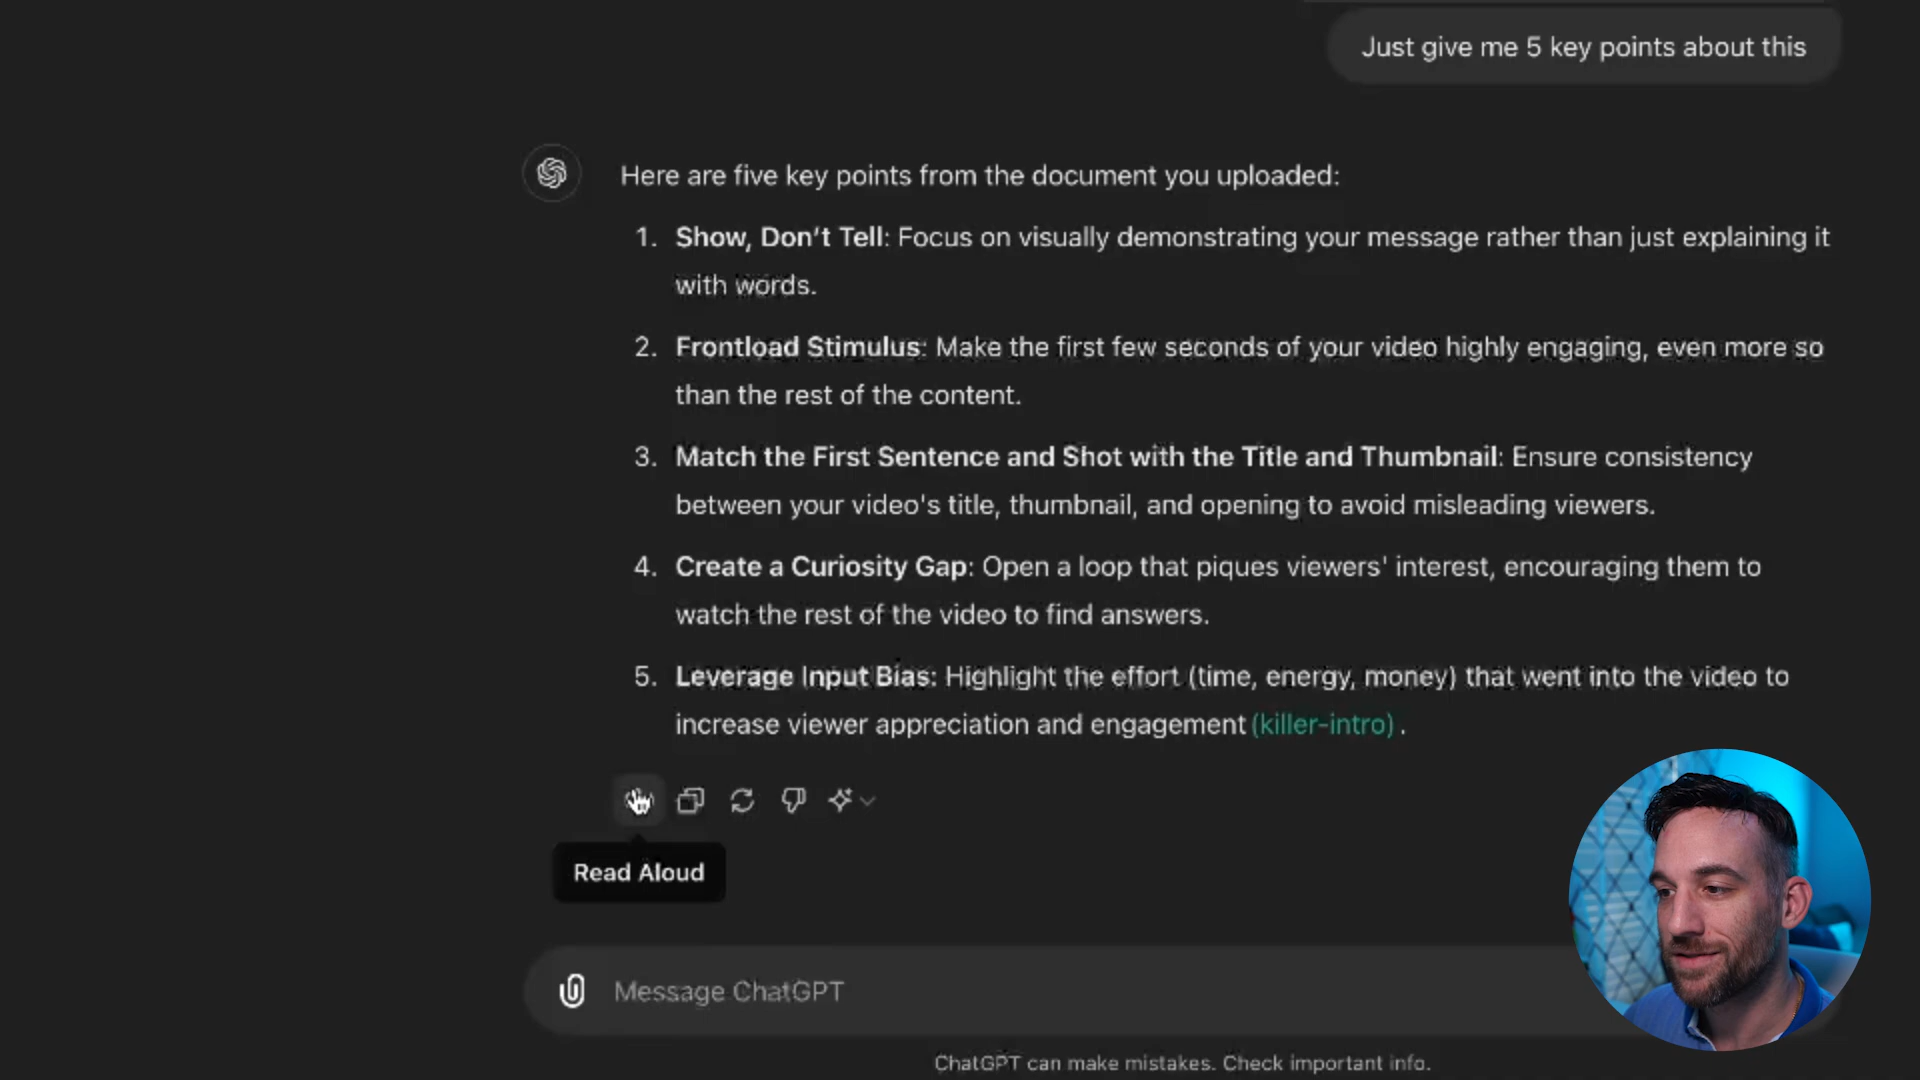 Just give me 5 key points about this
Here are five key points from the document you uploaded:
1. Show, Don't Tell: Focus on visually demonstrating your message rather than just explaining it
with words.
2. Frontload Stimulus: Make the first few seconds of your video highly engaging, even more so
than the rest of the content.
3. Match the First Sentence and Shot with the Title and Thumbnail: Ensure consistency
between your video's title, thumbnail, and opening to avoid misleading viewers.
4. Create a Curiosity Gap: Open a loop that piques viewers' interest, encouraging them to
watch the rest of the video to find answers.
5. Leverage Input Bias: Highlight the effort (time, energy, money) that went into the video to
increase viewer appreciation and engagement (killer-intro) .
Read Aloud
Message ChatGPT
ChatGPT can make mistakes. Check important info.